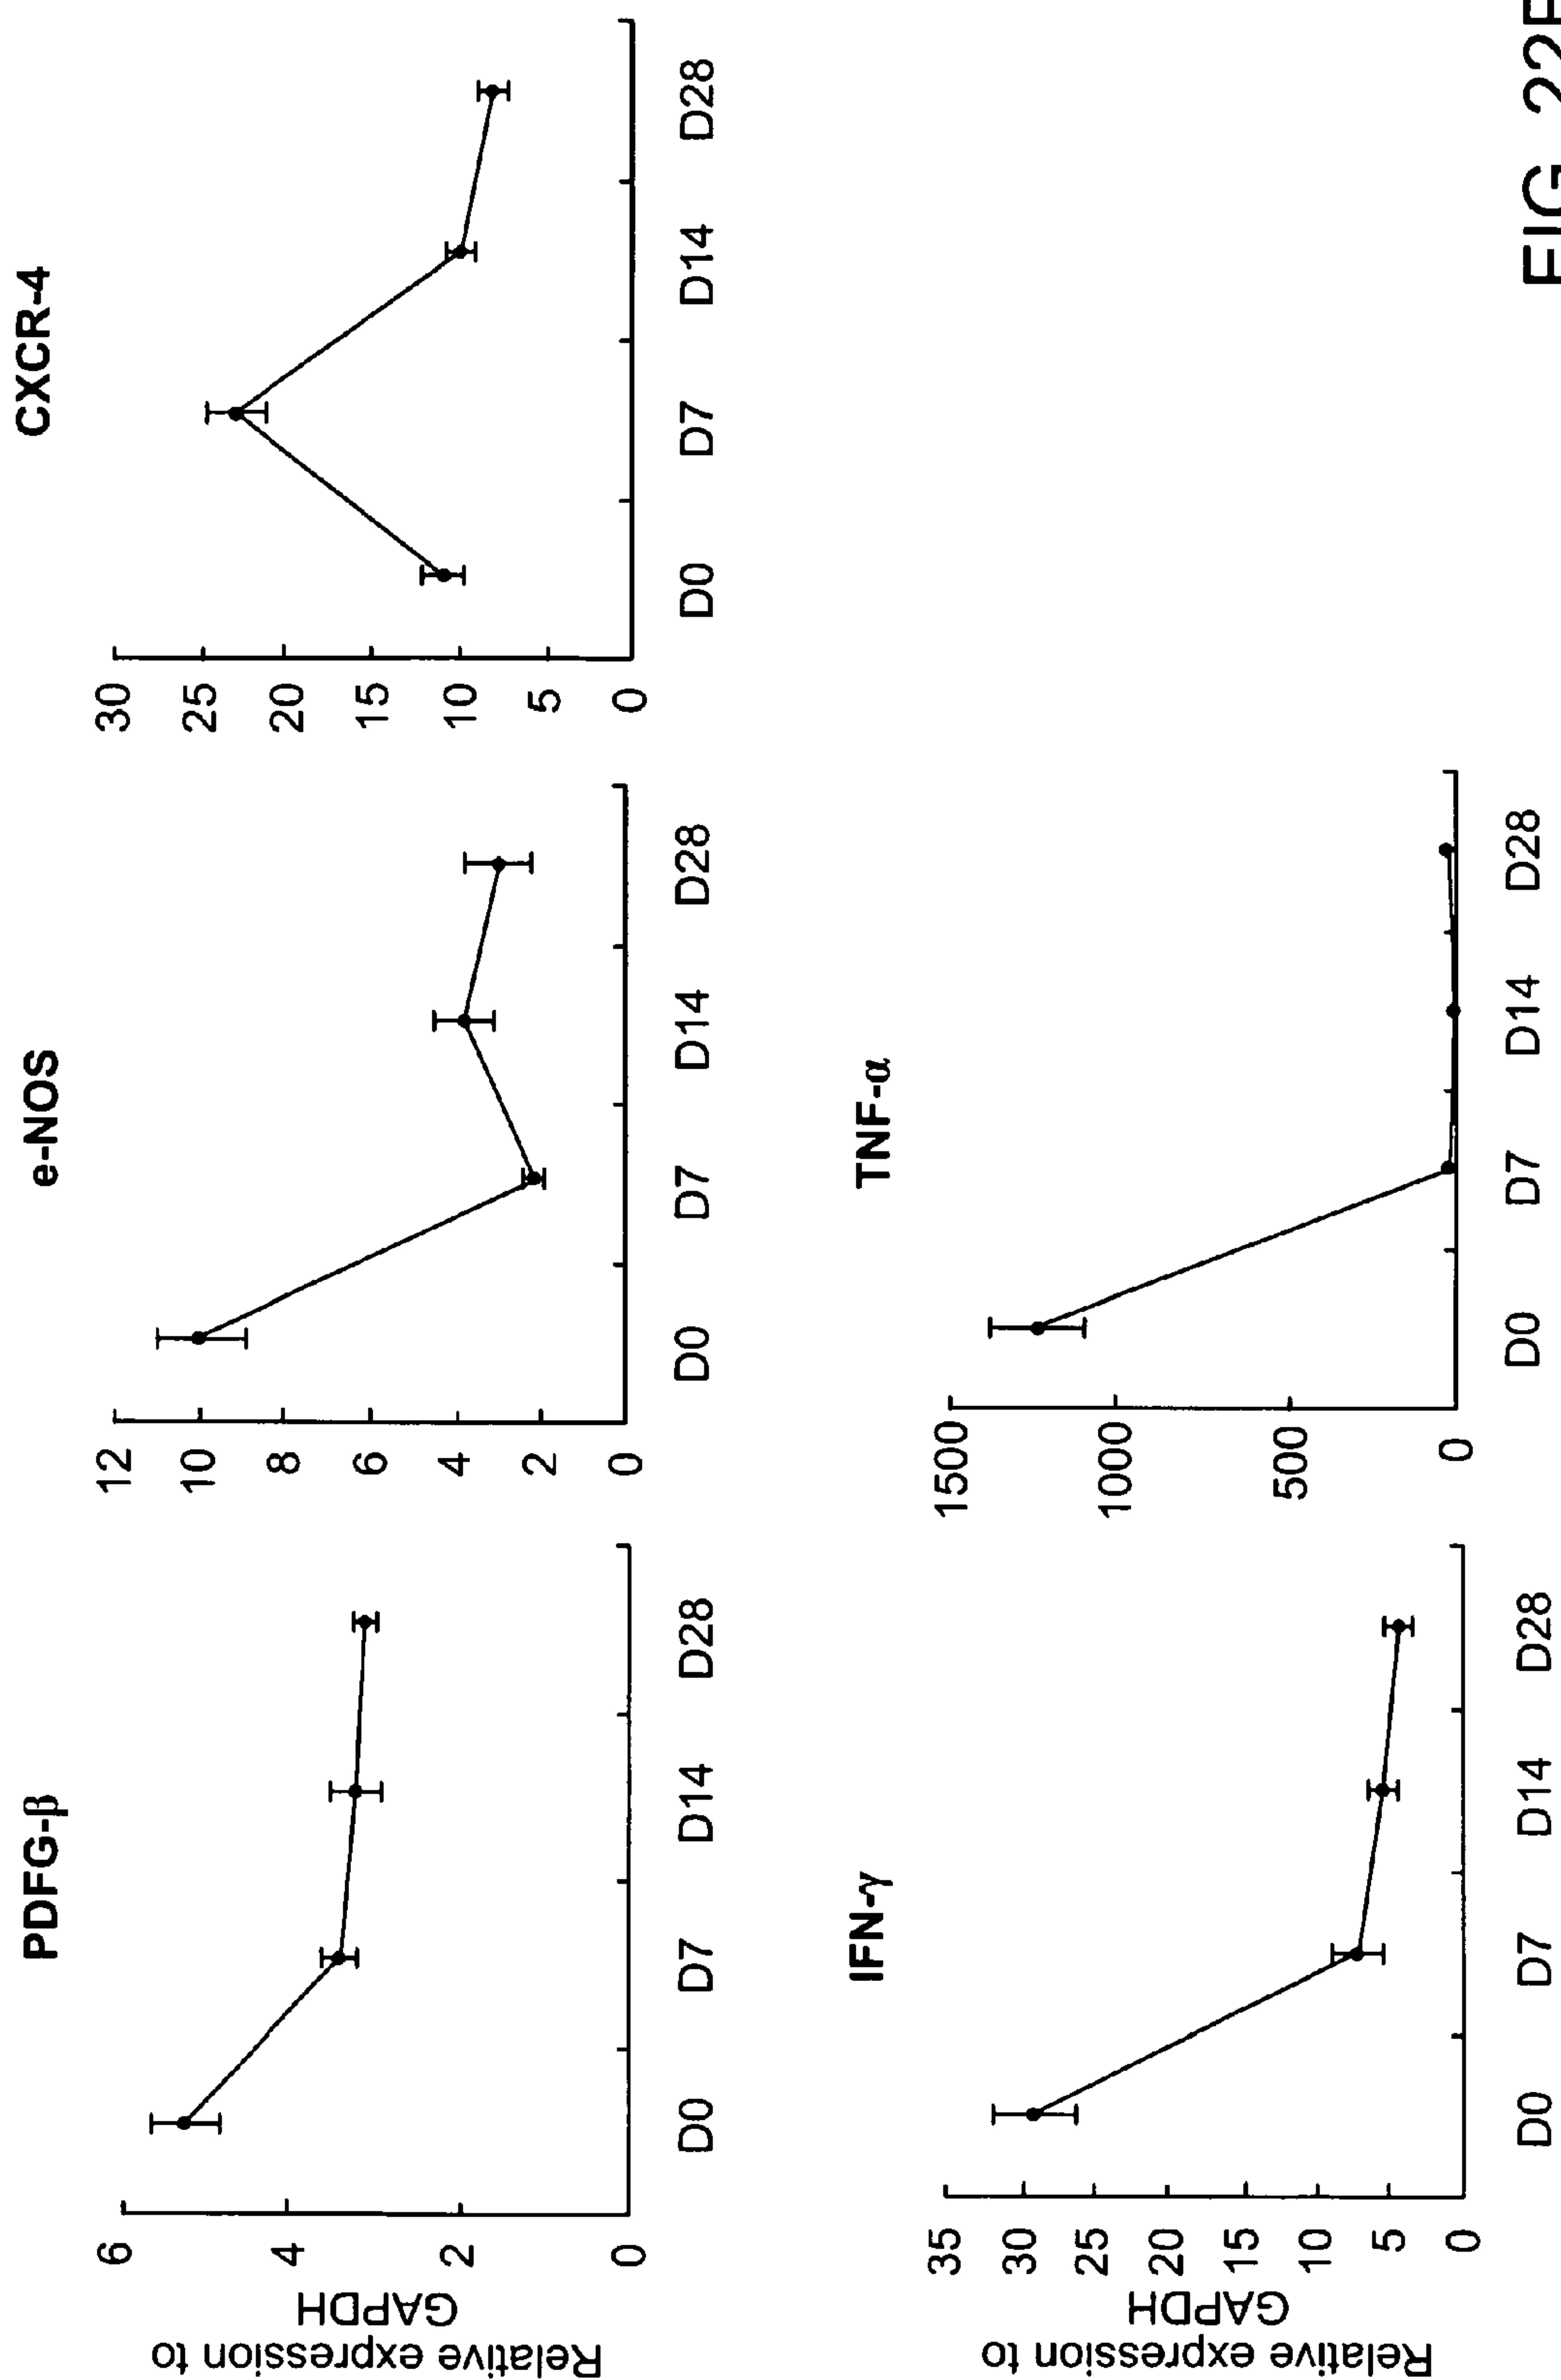 PDFG-β
Relative expression to
GAPDH
6
4
2
0
D0 D7 D14 D28
e-NOS
12
10
8
6
4
2
0
D0 D7 D14 D28
CXCR-4
30
25
20
15
10
5
0
D0 D7 D14 D28
IFN-γ
Relative expression to
GAPDH
35
30
25
20
15
10
5
0
D0 D7 D14 D28
TNF-α
1500
1000
500
0
D0 D7 D14 D28
FIG.